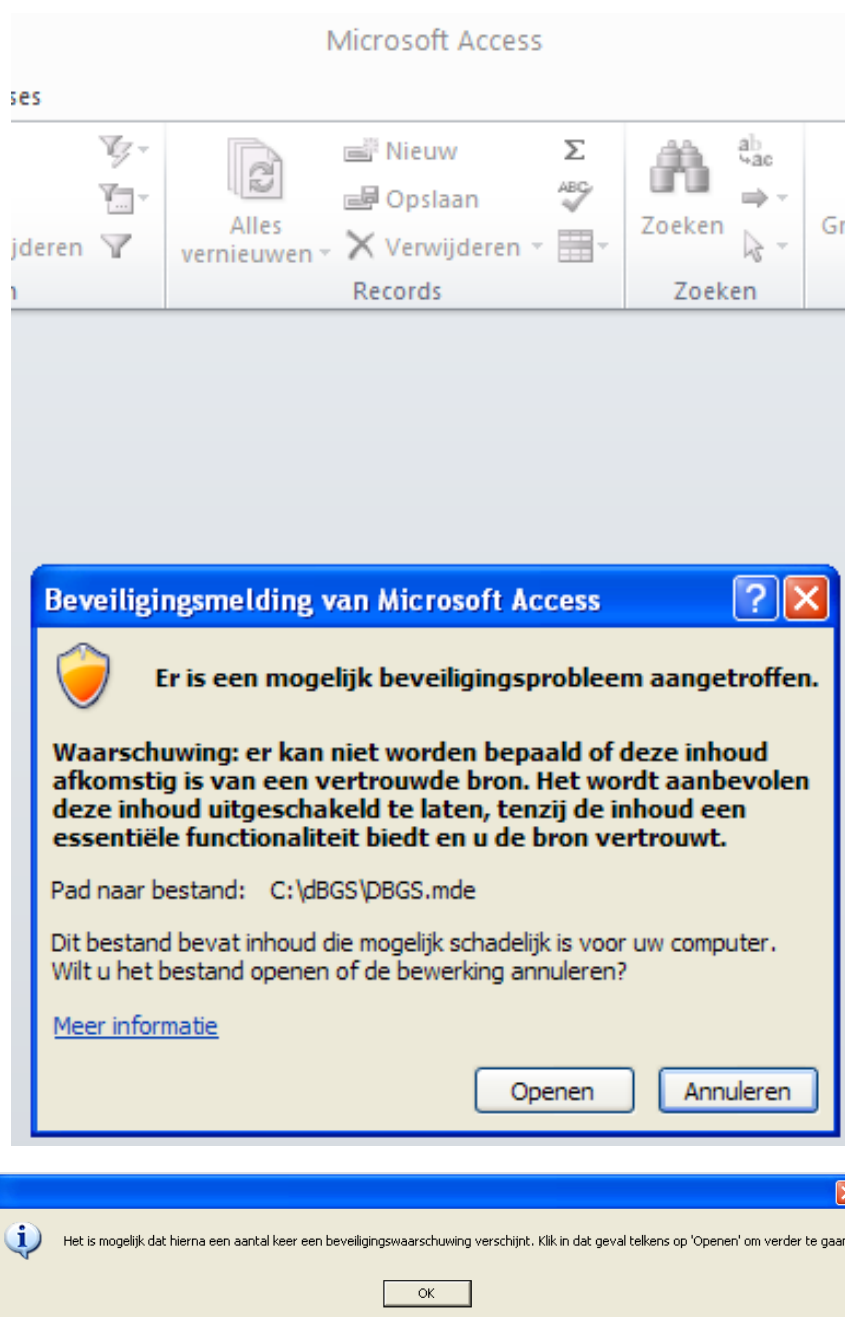 Microsoft Access
ses
Nieuw
Σ
ab
ac
Opslaan
ABC
Alles
vernieuwen
Zoeken
Gr
jderen
Verwijderen
n
Records
Zoeken
Beveiligingsmelding van Microsoft Access
Er is een mogelijk beveiligingsprobleem aangetroffen.
Waarschuwing: er kan niet worden bepaald of deze inhoud
afkomstig is van een vertrouwde bron. Het wordt aanbevolen
deze inhoud uitgeschakeld te laten, tenzij de inhoud een
essentiële functionaliteit biedt en u de bron vertrouwt.
Pad naar bestand: C:\dBGS\DBGS.mde
Dit bestand bevat inhoud die mogelijk schadelijk is voor uw computer.
Wilt u het bestand openen of de bewerking annuleren?
Meer informatie
Openen
Annuleren
Het is mogelijk dat hierna een aantal keer een beveiligingswaarschuwing verschijnt. Klik in dat geval telkens op 'Openen' om verder te gaan
OK